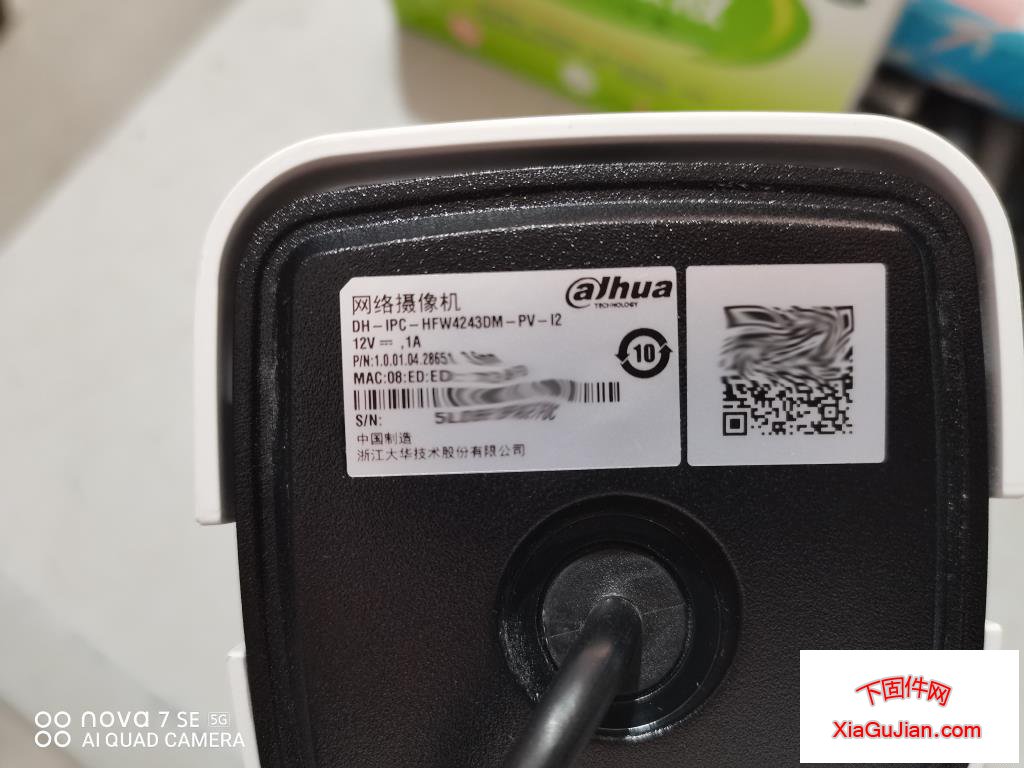 网络摄像机
alhua
TECHNOLOGY
DH-IPC-HFW4243DM-PV-I2
12V⎓,1A
P/N:1.0.01.04.28651
10
MAC:08:ED:ED
S/N:
中国制造
浙江大华技术股份有限公司
下固件网
XiaGuJian.com
nova 7 SE 5G
AI QUAD CAMERA